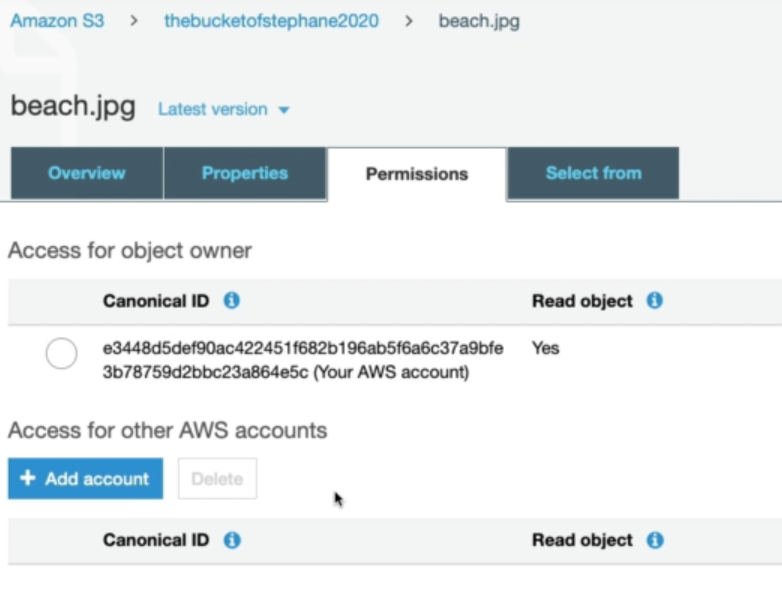 Amazon S3 > thebucketofstephane2020 > beach.jpg
beach.jpg Latest version
Overview Properties Permissions Select from
Access for object owner
Canonical ID Read object
e3448d5def90ac422451f682b196ab5f6a6c37a9bfe Yes
3b78759d2bbc23a864e5c (Your AWS account)
Access for other AWS accounts
+ Add account Delete
Canonical ID Read object